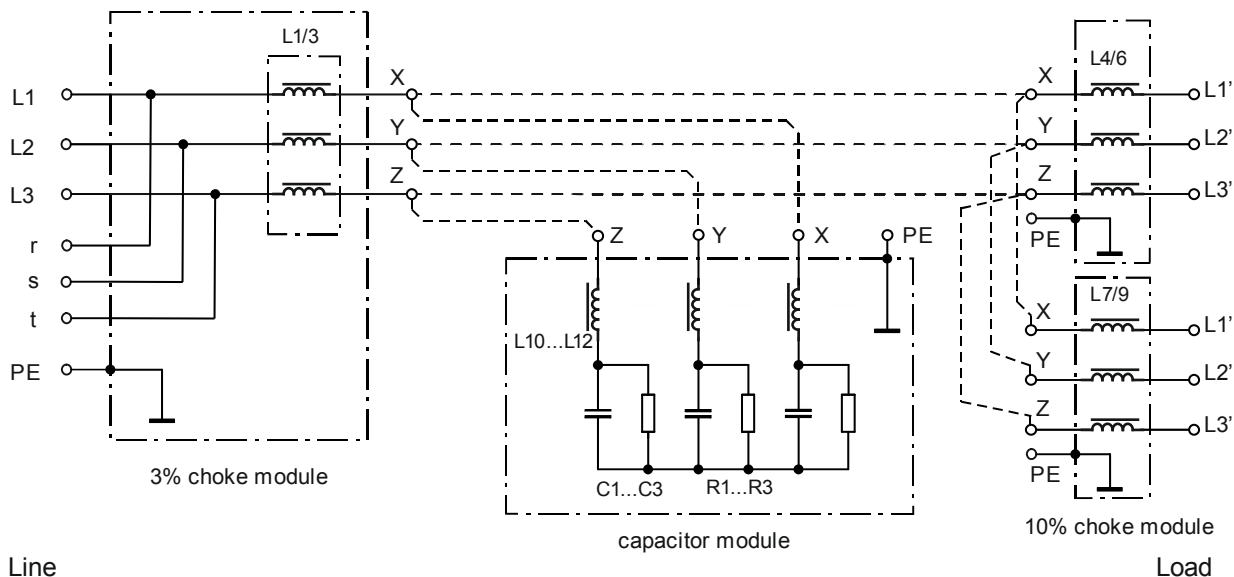 L1/3
L4/6
X
X
L1
L1’
Y
Y
L2
L2’
Z
Z
L3
L3’
r
Z
Y
X
PE
PE
s
L7/9
t
X
L1’
L10...L12
PE
Y
L2’
Z
L3’
PE
3% choke module
C1...C3
R1...R3
capacitor module
10% choke module
Line
Load